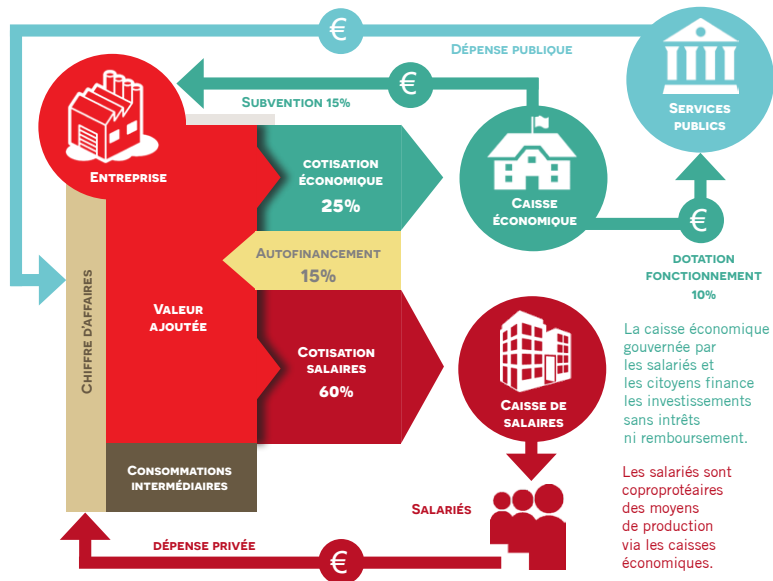 €
DÉPENSE PUBLIQUE
SERVICES
PUBLICS
€
SUBVENTION 15%
ENTREPRISE
COTISATION
ÉCONOMIQUE
25%
CAISSE
ÉCONOMIQUE
€
DOTATION
FONCTIONNEMENT
10%
AUTOFINANCEMENT
15%
CHIFFRE D'AFFAIRES
VALEUR
AJOUTÉE
COTISATION
SALAIRES
60%
CAISSE DE
SALAIRES
La caisse économique
gouvernée par
les salariés et
les citoyens finance
les investissements
sans intrêts
ni remboursement.
CONSOMMATIONS
INTERMÉDIAIRES
SALARIÉS
Les salariés sont
coproprotéaires
des moyens
de production
via les caisses
économiques.
DÉPENSE PRIVÉE
€